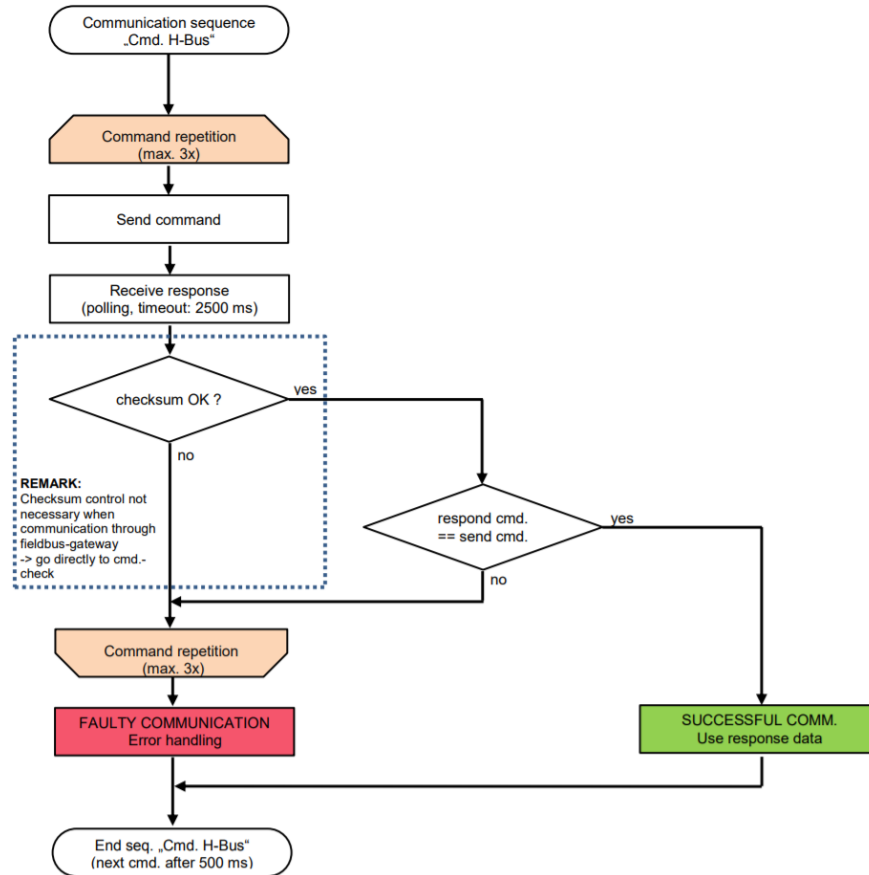 Communication sequence
„Cmd. H-Bus“
Command repetition
(max. 3x)
Send command
Receive response
(polling, timeout: 2500 ms)
checksum OK ?
yes
no
REMARK:
Checksum control not
necessary when
communication through
fieldbus-gateway
-> go directly to cmd.-
check
respond cmd.
== send cmd.
yes
no
Command repetition
(max. 3x)
FAULTY COMMUNICATION
Error handling
SUCCESSFUL COMM.
Use response data
End seq. „Cmd. H-Bus“
(next cmd. after 500 ms)